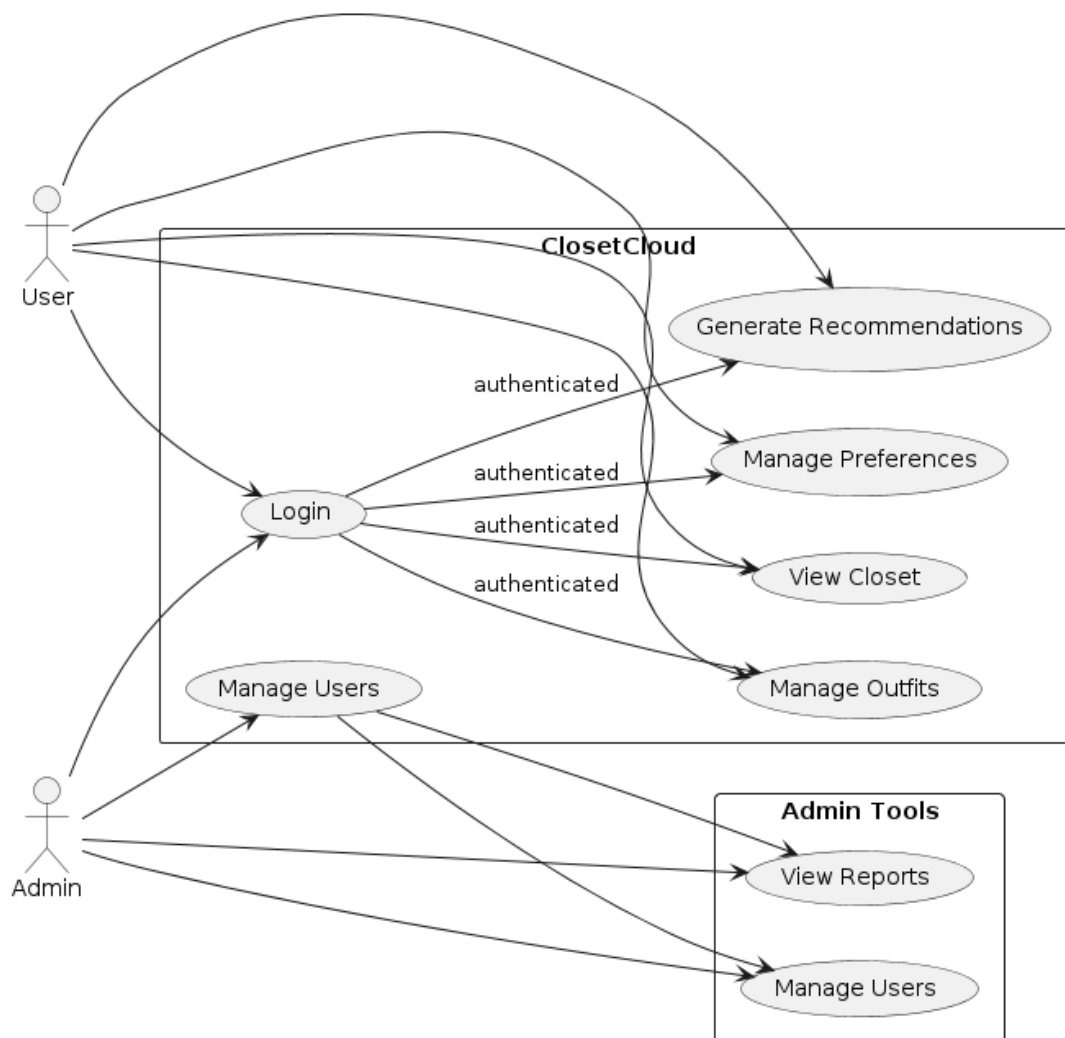 ClosetCloud
User
Generate Recommendations
authenticated
Manage Preferences
authenticated
Login
authenticated
View Closet
authenticated
Manage Users
Manage Outfits
Admin Tools
View Reports
Admin
Manage Users